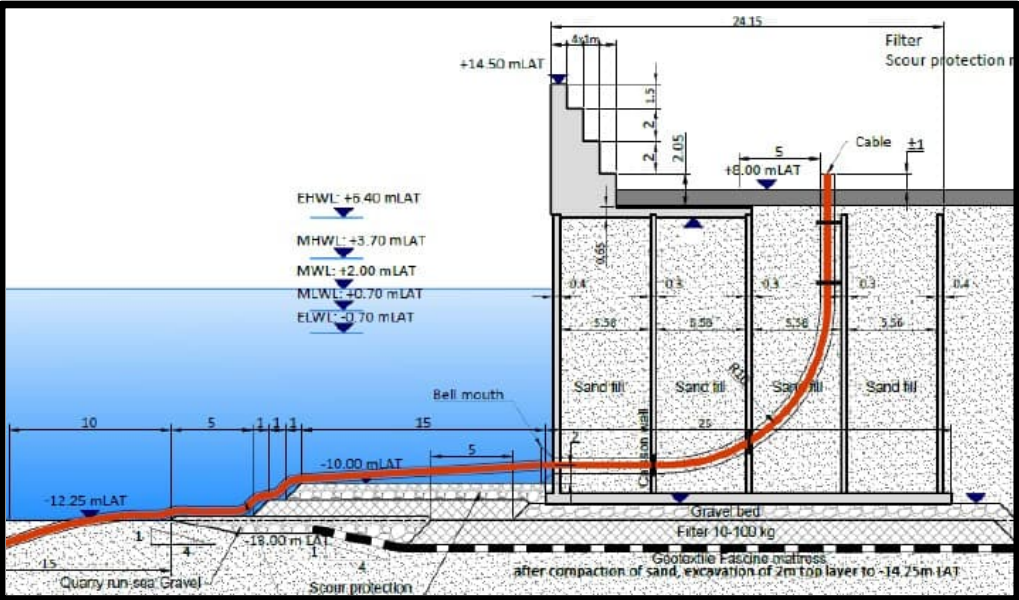 24.15
4x1m
Filter
Scour protection
+14.50 mLAT
1.5
2
2
2.05
Cable
±1
5
+8.00 mLAT
EHWL: +6.40 mLAT
MHWL: +3.70 mLAT
MWL: +2.00 mLAT
MLWL: +0.70 mLAT
ELWL: -0.70 mLAT
0.65
0.4
0.3
0.3
0.3
0.4
5.56
5.56
5.56
5.56
R10
Sand fill
Sand fill
Sand fill
Sand fill
Bell mouth
Caisson wall
10
5
1
1
1
15
25
2
5
-10.00 mLAT
-12.25 mLAT
Gravel bed
Filter 10-100 kg
-18.00 mLAT
1
4
1
4
15
Geotextile Fascine mattress
after compaction of sand, excavation of 2m top layer to -14.25m LAT
Quarry run-sea Gravel
Scour protection